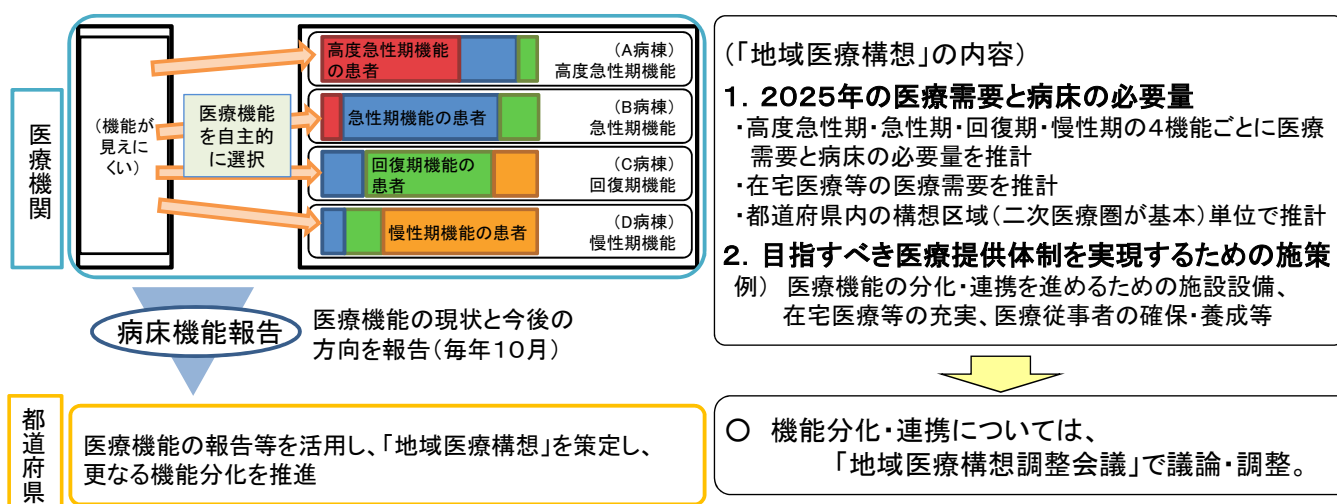 医療機関
(機能が
見えに
くい)
医療機能
を自主的
に選択
高度急性期機能
の患者
(A病棟)
高度急性期機能
急性期機能の患者
(B病棟)
急性期機能
回復期機能の
患者
(C病棟)
回復期機能
慢性期機能の患者
(D病棟)
慢性期機能
病床機能報告
医療機能の現状と今後の
方向を報告(毎年10月)
都道府県
医療機能の報告等を活用し、「地域医療構想」を策定し、
更なる機能分化を推進
(「地域医療構想」の内容)
1. 2025年の医療需要と病床の必要量
・高度急性期・急性期・回復期・慢性期の4機能ごとに医療
需要と病床の必要量を推計
・在宅医療等の医療需要を推計
・都道府県内の構想区域(二次医療圏が基本)単位で推計
2. 目指すべき医療提供体制を実現するための施策
例) 医療機能の分化・連携を進めるための施設設備、
在宅医療等の充実、医療従事者の確保・養成等
○ 機能分化・連携については、
「地域医療構想調整会議」で議論・調整。